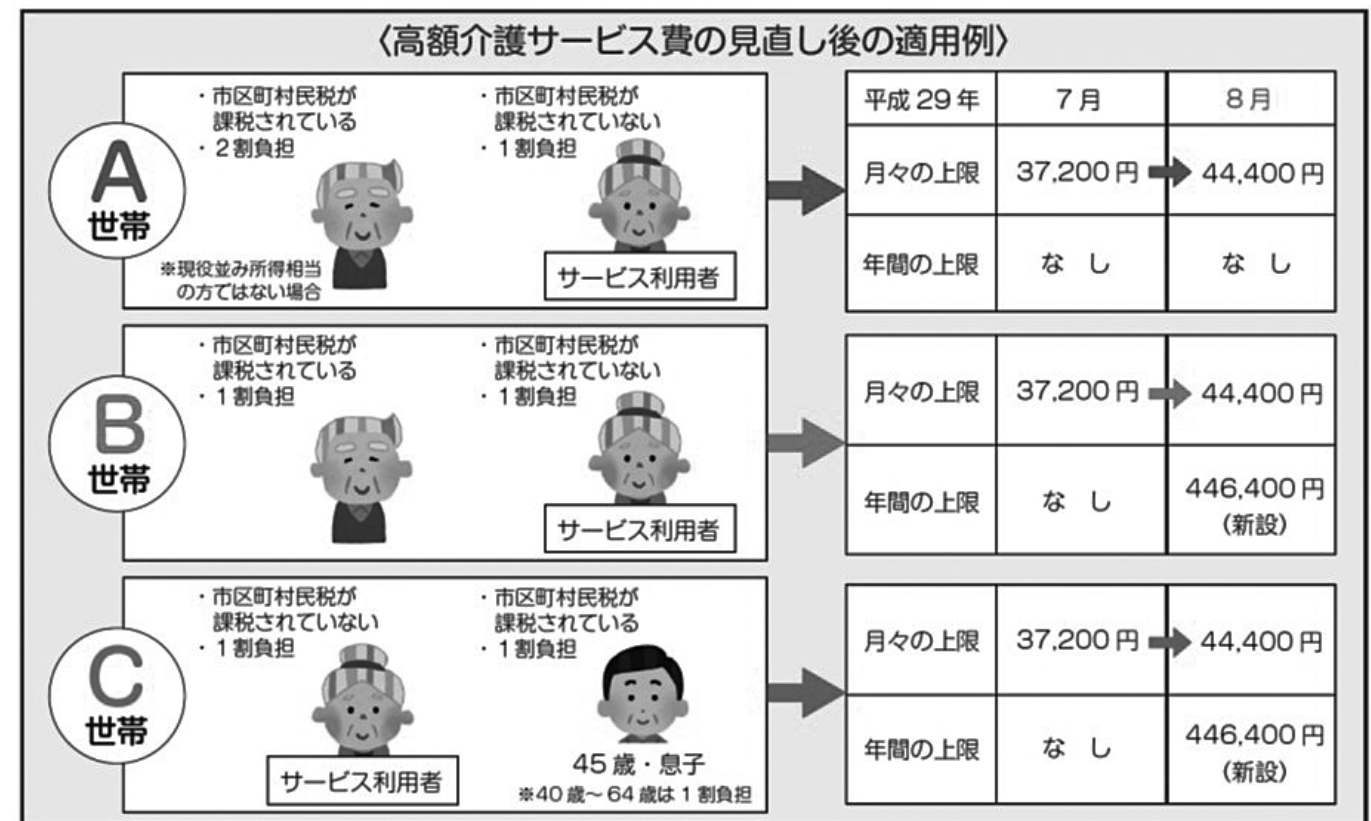 〈高額介護サービス費の見直し後の適用例〉
A
世帯
・市区町村民税が
課税されている
・2割負担
※現役並み所得相当
の方ではない場合
・市区町村民税が
課税されていない
・1割負担
サービス利用者
平成29年 7月 8月
月々の上限 37,200円 44,400円
年間の上限 なし なし
B
世帯
・市区町村民税が
課税されている
・1割負担
・市区町村民税が
課税されていない
・1割負担
サービス利用者
月々の上限 37,200円 44,400円
年間の上限 なし 446,400円
(新設)
C
世帯
・市区町村民税が
課税されていない
・1割負担
サービス利用者
・市区町村民税が
課税されている
・1割負担
45歳・息子
※40歳～64歳は1割負担
月々の上限 37,200円 44,400円
年間の上限 なし 446,400円
(新設)